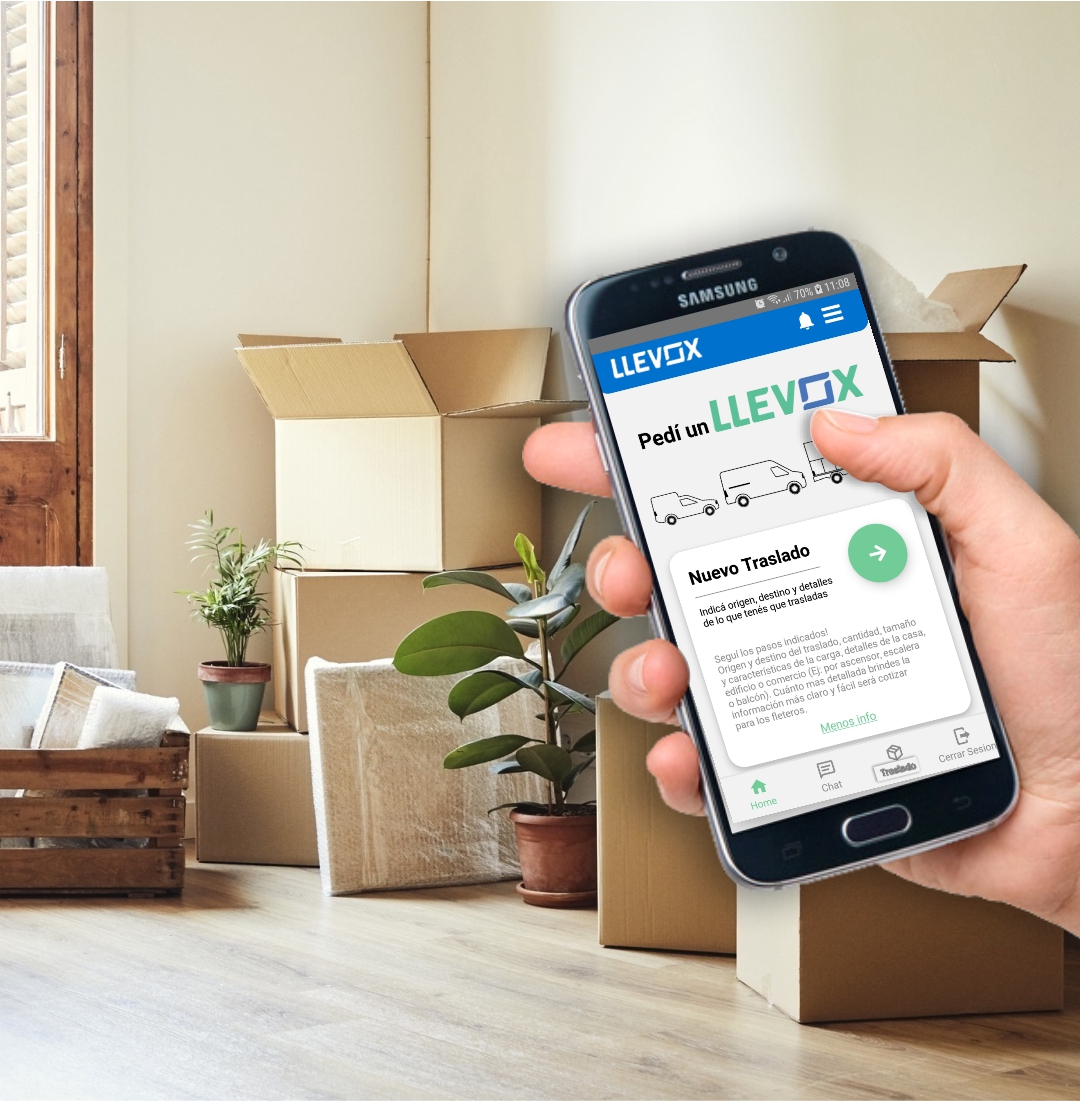 SAMSUNG
70% 11:08
LLEVOX
Pedí un LLEVOX
Nuevo Traslado
Indicá origen, destino y detalles
de lo que tenés que trasladas
Seguí los pasos indicados!
Origen y destino del traslado, cantidad, tamaño
y características de la carga, detalles de la casa,
edificio o comercio (Ej: por ascensor, escalera
o balcón). Cuánto mas detallada brindes la
información más claro y fácil será cotizar
para los fleteros.
Menos info
Home
Chat
Traslado
Cerrar Sesion